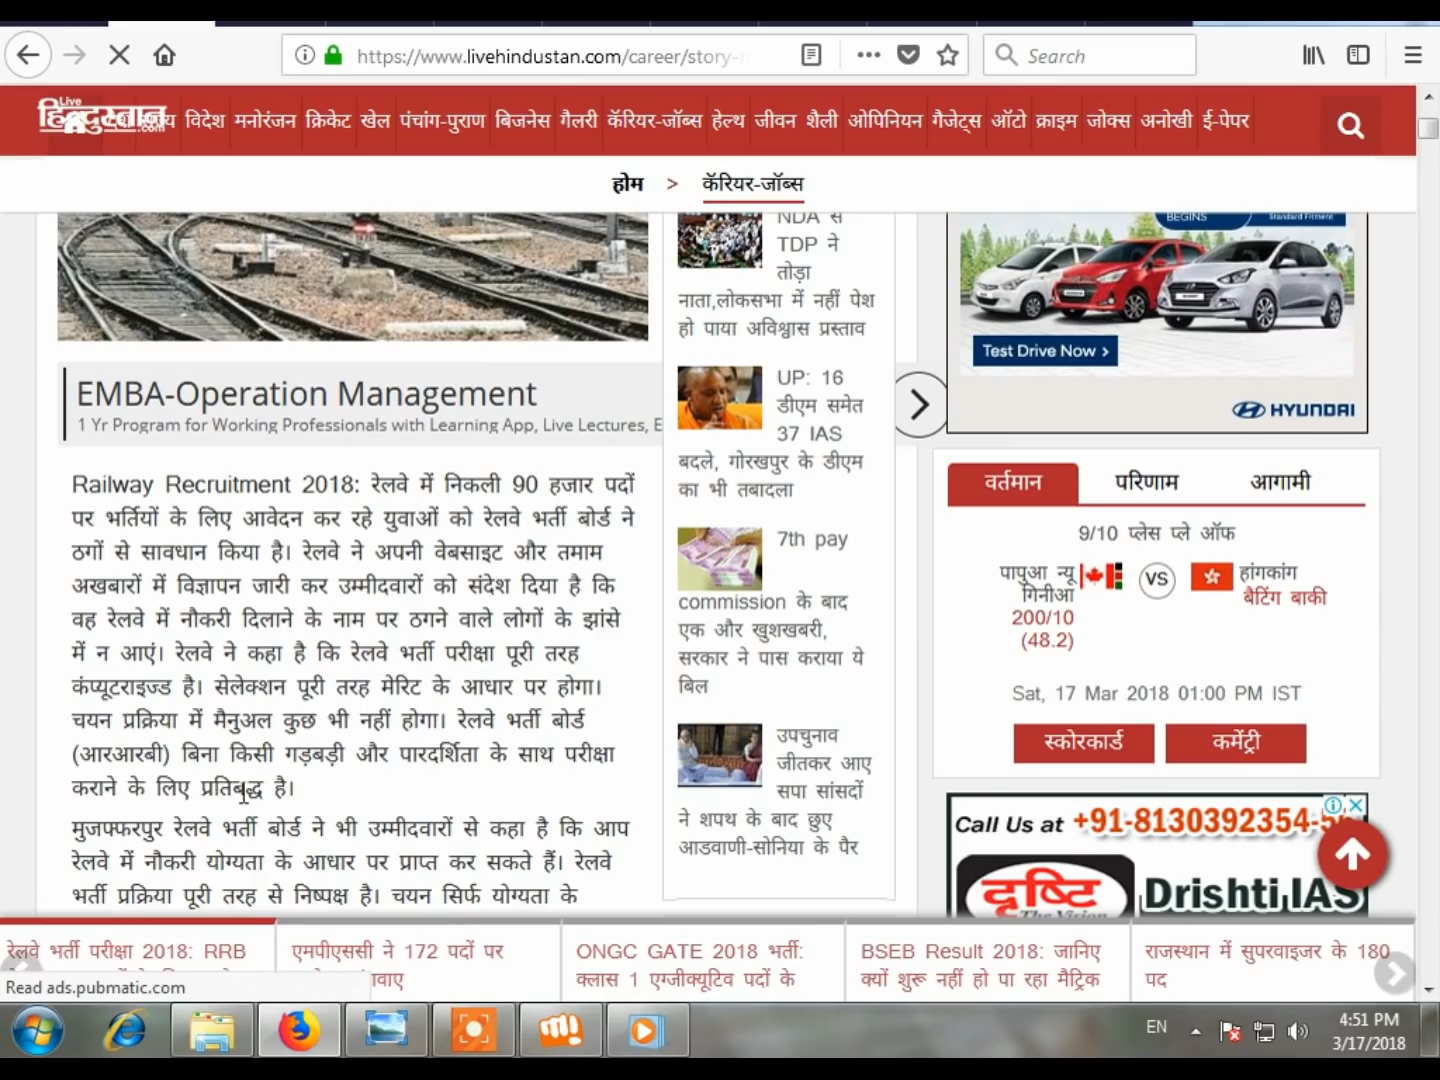 https://www.livehindustan.com/career/story-
Search
Live
हिन्दुस्तान
.com
विदेश मनोरंजन क्रिकेट खेल पंचांग-पुराण बिजनेस गैलरी कॅरियर-जॉब्स हेल्थ जीवन शैली ओपिनियन गैजेट्स ऑटो क्राइम जोक्स अनोखी ई-पेपर
होम > कॅरियर-जॉब्स
EMBA-Operation Management
1 Yr Program for Working Professionals with Learning App, Live Lectures, E
Railway Recruitment 2018: रेलवे में निकली 90 हजार पदों
पर भर्तियों के लिए आवेदन कर रहे युवाओं को रेलवे भर्ती बोर्ड ने
ठगों से सावधान किया है। रेलवे ने अपनी वेबसाइट और तमाम
अखबारों में विज्ञापन जारी कर उम्मीदवारों को संदेश दिया है कि
वह रेलवे में नौकरी दिलाने के नाम पर ठगने वाले लोगों के झांसे
में न आएं। रेलवे ने कहा है कि रेलवे भर्ती परीक्षा पूरी तरह
कंप्यूटराइज्ड है। सेलेक्शन पूरी तरह मेरिट के आधार पर होगा।
चयन प्रक्रिया में मैनुअल कुछ भी नहीं होगा। रेलवे भर्ती बोर्ड
(आरआरबी) बिना किसी गड़बड़ी और पारदर्शिता के साथ परीक्षा
कराने के लिए प्रतिबद्ध है।
मुजफ्फरपुर रेलवे भर्ती बोर्ड ने भी उम्मीदवारों से कहा है कि आप
रेलवे में नौकरी योग्यता के आधार पर प्राप्त कर सकते हैं। रेलवे
भर्ती प्रक्रिया पूरी तरह से निष्पक्ष है। चयन सिर्फ योग्यता के
NDA से
TDP ने
तोड़ा
नाता,लोकसभा में नहीं पेश
हो पाया अविश्वास प्रस्ताव
UP: 16
डीएम समेत
37 IAS
बदले, गोरखपुर के डीएम
का भी तबादला
7th pay
commission के बाद
एक और खुशखबरी,
सरकार ने पास कराया ये
बिल
उपचुनाव
जीतकर आए
सपा सांसदों
ने शपथ के बाद छुए
आडवाणी-सोनिया के पैर
BEGINS
Standard Fitment
Test Drive Now >
HYUNDAI
वर्तमान परिणाम आगामी
9/10 प्लेस प्ले ऑफ
पापुआ न्यू
गिनीआ
200/10
(48.2)
VS
हांगकांग
बैटिंग बाकी
Sat, 17 Mar 2018 01:00 PM IST
स्कोरकार्ड कमेंट्री
Call Us at +91-8130392354-5
दृष्टि
The Vision
Drishti IAS
रेलवे भर्ती परीक्षा 2018: RRB
एमपीएससी ने 172 पदों पर
ONGC GATE 2018 भर्ती:
क्लास 1 एग्जीक्यूटिव पदों के
BSEB Result 2018: जानिए
क्यों शुरू नहीं हो पा रहा मैट्रिक
राजस्थान में सुपरवाइजर के 180
पद
Read ads.pubmatic.com
EN
4:51 PM
3/17/2018